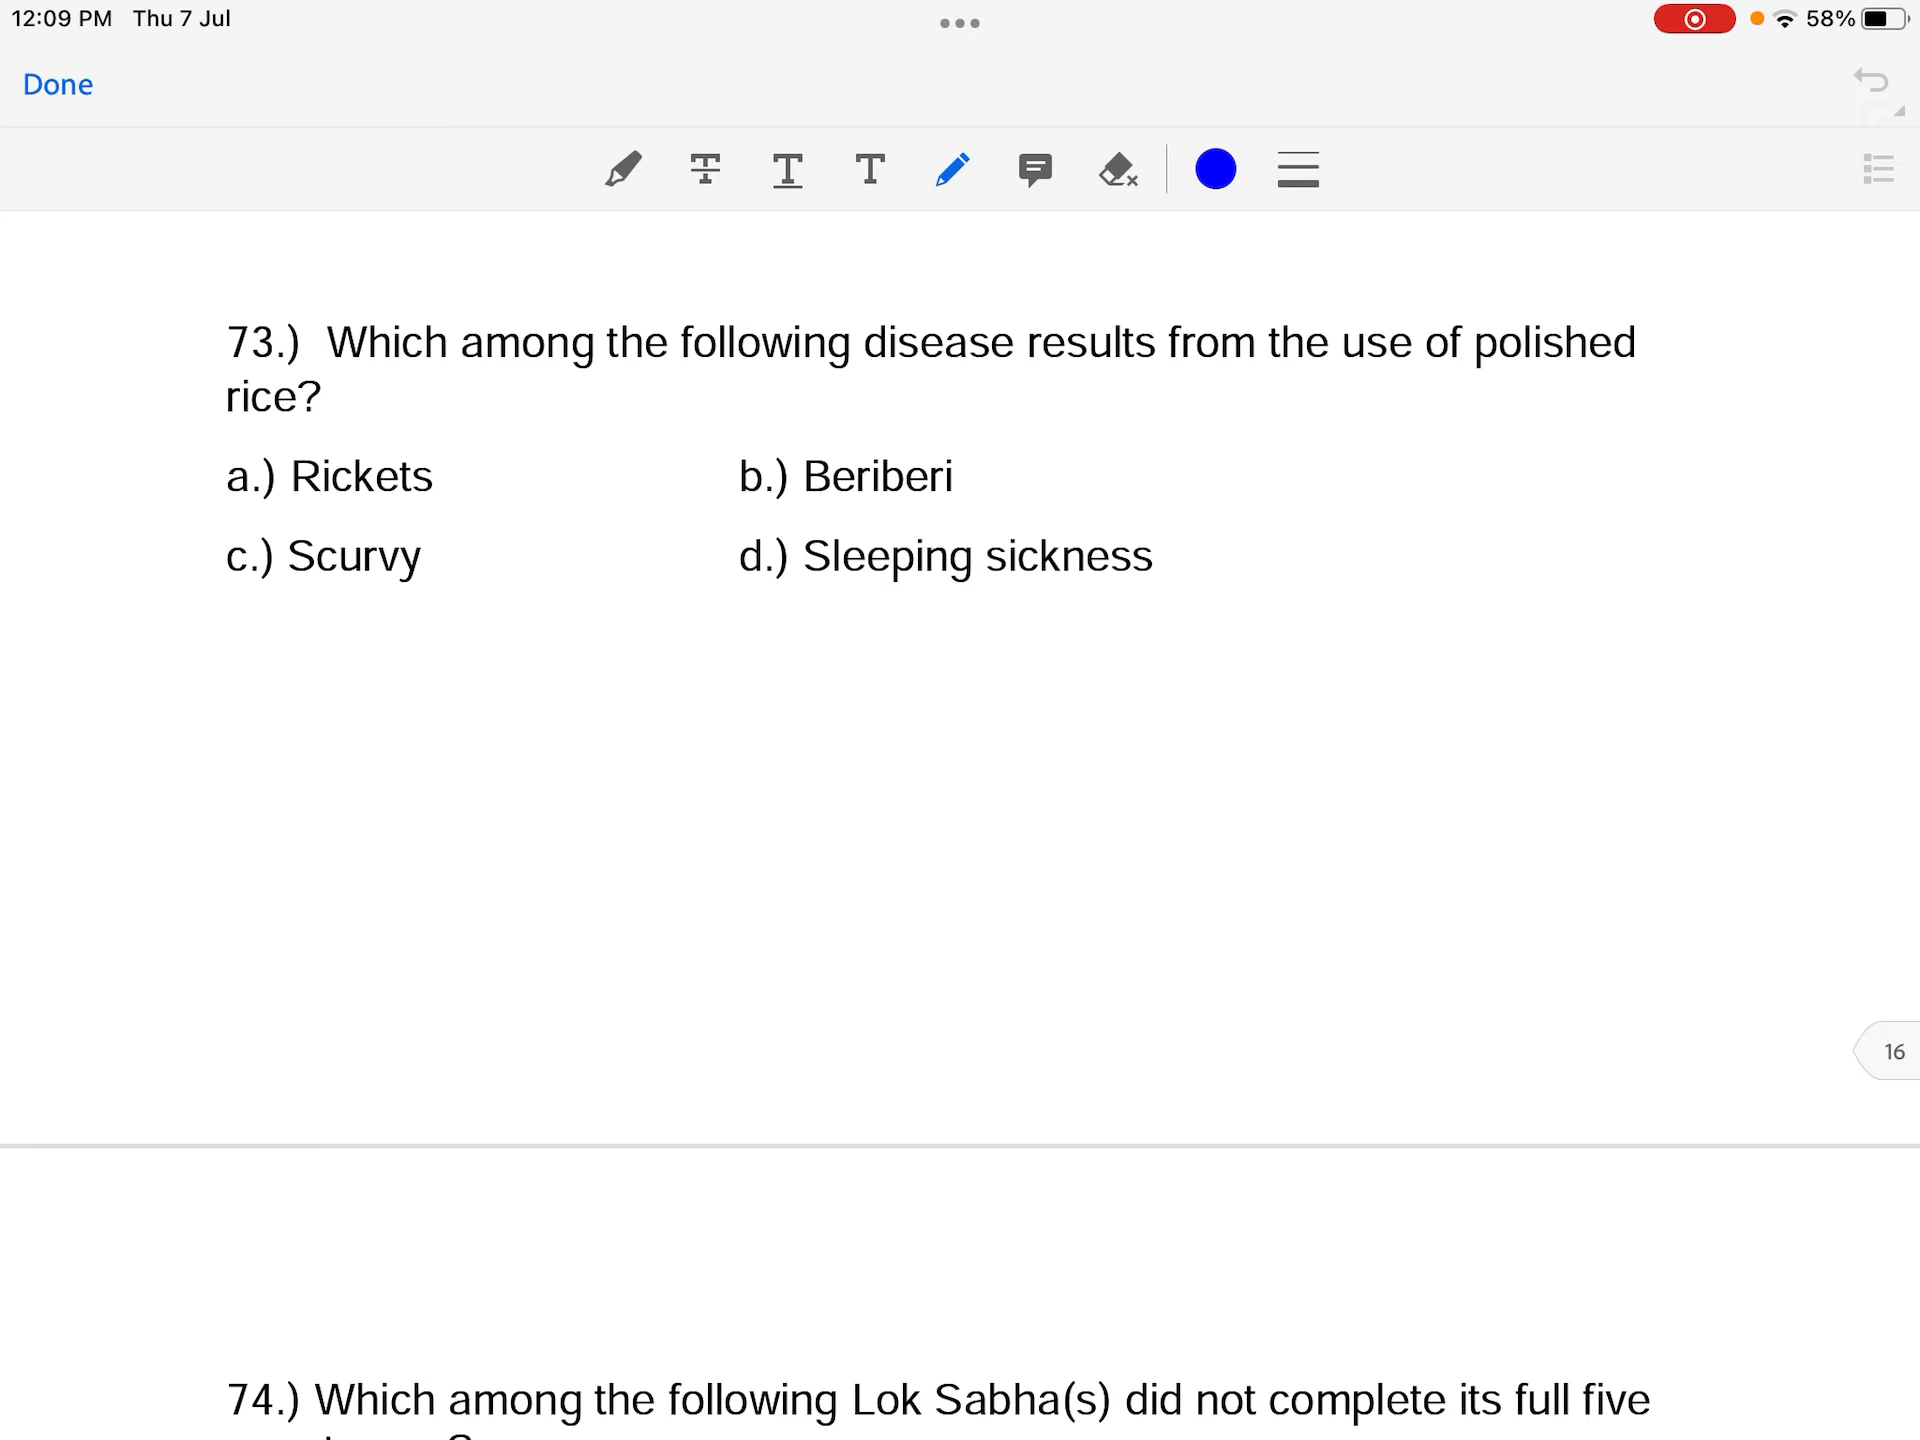 12:09 PM Thu 7 Jul
58%
Done
73.) Which among the following disease results from the use of polished
rice?
a.) Rickets b.) Beriberi
c.) Scurvy d.) Sleeping sickness
16
74.) Which among the following Lok Sabha(s) did not complete its full five